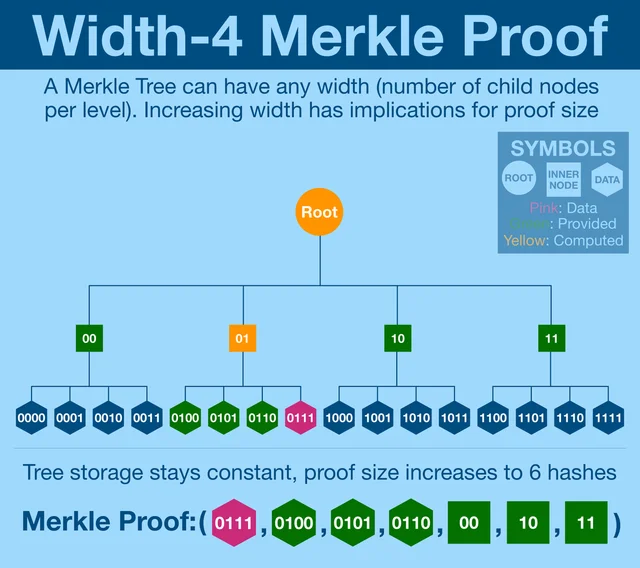 Width-4 Merkle Proof
A Merkle Tree can have any width (number of child nodes
per level). Increasing width has implications for proof size
SYMBOLS
ROOT INNER NODE DATA
Pink: Data
Green: Provided
Yellow: Computed
Root
00 01 10 11
0000 0001 0010 0011 0100 0101 0110 0111 1000 1001 1010 1011 1100 1101 1110 1111
Tree storage stays constant, proof size increases to 6 hashes
Merkle Proof:( 0111 , 0100 , 0101 , 0110 , 00 , 10 , 11 )